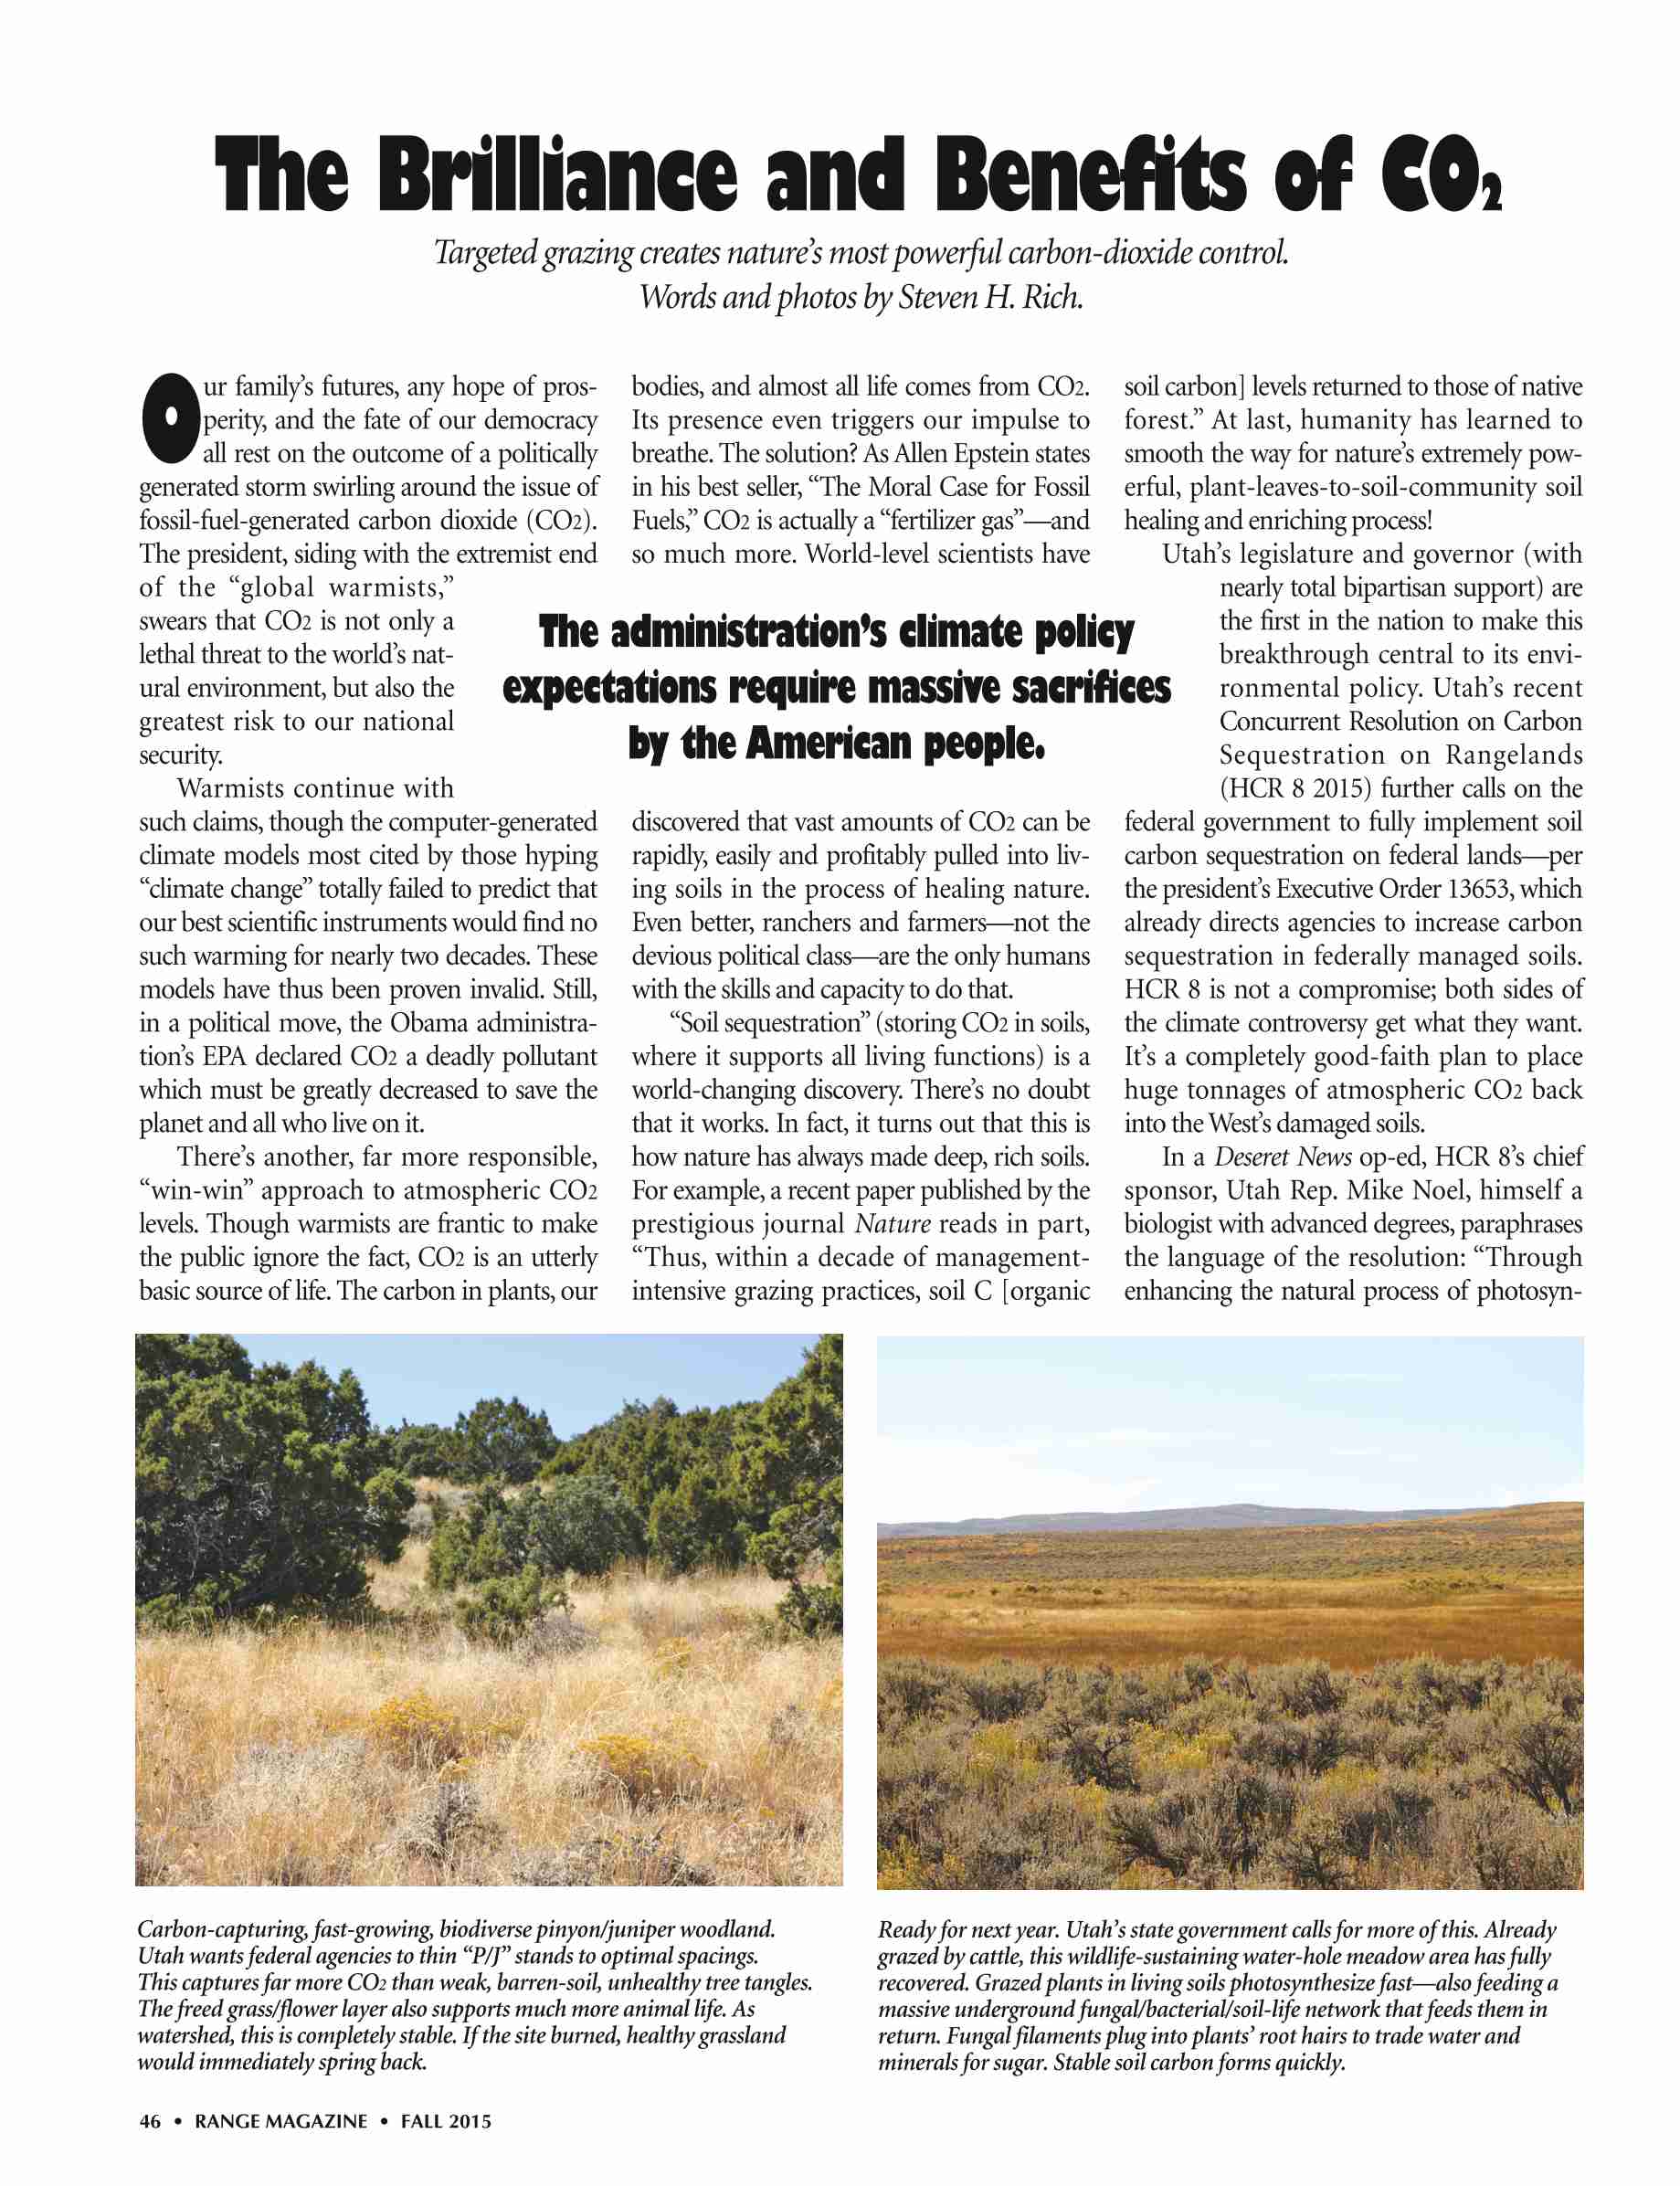 The Brilliance and Benefits of CO2
Targeted grazing creates nature's most powerful carbon-dioxide control.
Words and photos by Steven H. Rich.
Our family's futures, any hope of pros-
perity, and the fate of our democracy
all rest on the outcome of a politically
generated storm swirling around the issue of
fossil-fuel-generated carbon dioxide (CO2).
The president, siding with the extremist end
of the “global warmists,”
swears that CO2 is not only a
lethal threat to the world's nat-
ural environment, but also the
greatest risk to our national
security.
Warmists continue with
such claims, though the computer-generated
climate models most cited by those hyping
“climate change” totally failed to predict that
our best scientific instruments would find no
such warming for nearly two decades. These
models have thus been proven invalid. Still,
in a political move, the Obama administra-
tion's EPA declared CO2 a deadly pollutant
which must be greatly decreased to save the
planet and all who live on it.
There's another, far more responsible,
“win-win” approach to atmospheric CO2
levels. Though warmists are frantic to make
the public ignore the fact, CO2 is an utterly
basic source of life. The carbon in plants, our
bodies, and almost all life comes from CO2.
Its presence even triggers our impulse to
breathe. The solution? As Allen Epstein states
in his best seller, “The Moral Case for Fossil
Fuels,” CO2 is actually a “fertilizer gas”—and
so much more. World-level scientists have
The administration's climate policy
expectations require massive sacrifices
by the American people.
discovered that vast amounts of CO2 can be
rapidly, easily and profitably pulled into liv-
ing soils in the process of healing nature.
Even better, ranchers and farmers—not the
devious political class—are the only humans
with the skills and capacity to do that.
“Soil sequestration” (storing CO2 in soils,
where it supports all living functions) is a
world-changing discovery. There's no doubt
that it works. In fact, it turns out that this is
how nature has always made deep, rich soils.
For example, a recent paper published by the
prestigious journal Nature reads in part,
“Thus, within a decade of management-
intensive grazing practices, soil C [organic
soil carbon] levels returned to those of native
forest.” At last, humanity has learned to
smooth the way for nature's extremely pow-
erful, plant-leaves-to-soil-community soil
healing and enriching process!
Utah's legislature and governor (with
nearly total bipartisan support) are
the first in the nation to make this
breakthrough central to its envi-
ronmental policy. Utah's recent
Concurrent Resolution on Carbon
Sequestration on Rangelands
(HCR 8 2015) further calls on the
federal government to fully implement soil
carbon sequestration on federal lands—per
the president's Executive Order 13653, which
already directs agencies to increase carbon
sequestration in federally managed soils.
HCR 8 is not a compromise; both sides of
the climate controversy get what they want.
It's a completely good-faith plan to place
huge tonnages of atmospheric CO2 back
into the West's damaged soils.
In a Deseret News op-ed, HCR 8's chief
sponsor, Utah Rep. Mike Noel, himself a
biologist with advanced degrees, paraphrases
the language of the resolution: “Through
enhancing the natural process of photosyn-
Carbon-capturing, fast-growing, biodiverse pinyon/juniper woodland.
Utah wants federal agencies to thin “P/J” stands to optimal spacings.
This captures far more CO2 than weak, barren-soil, unhealthy tree tangles.
The freed grass/flower layer also supports much more animal life. As
watershed, this is completely stable. If the site burned, healthy grassland
would immediately spring back.
Ready for next year. Utah's state government calls for more of this. Already
grazed by cattle, this wildlife-sustaining water-hole meadow area has fully
recovered. Grazed plants in living soils photosynthesize fast—also feeding a
massive underground fungal/bacterial/soil-life network that feeds them in
return. Fungal filaments plug into plants' root hairs to trade water and
minerals for sugar. Stable soil carbon forms quickly.
46 • RANGE MAGAZINE • FALL 2015